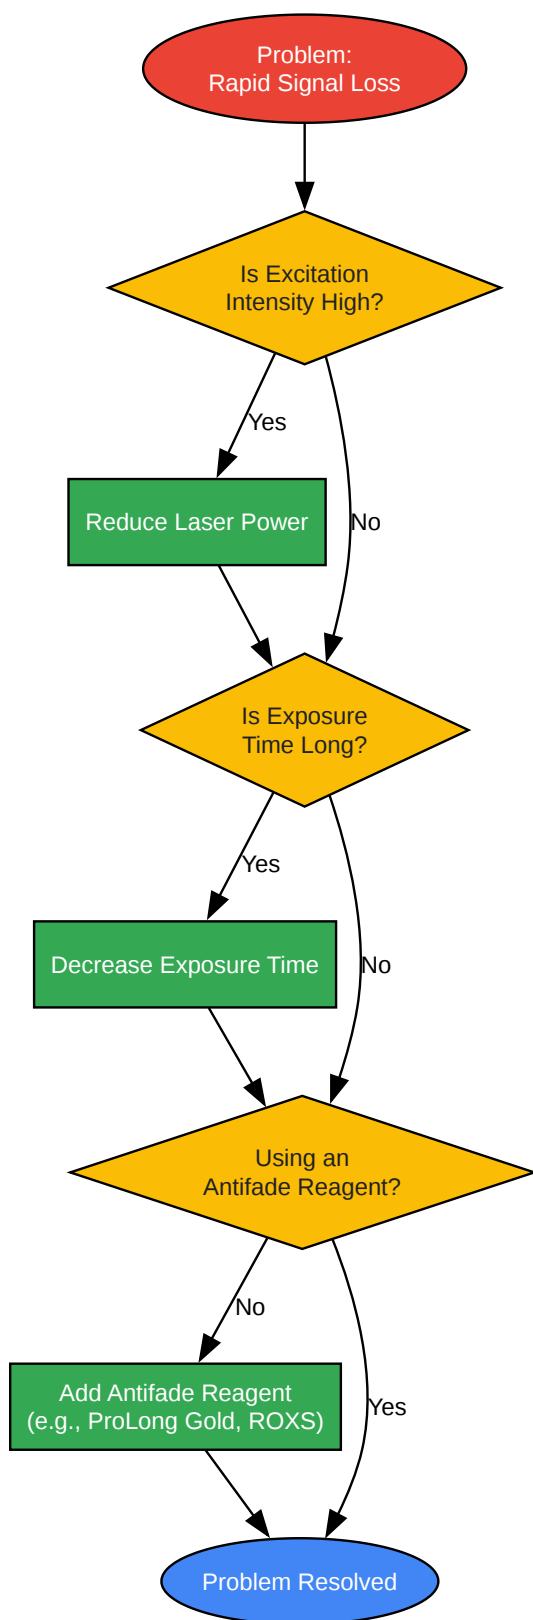 Problem:
Rapid Signal Loss
Is Excitation
Intensity High?
Yes
Reduce Laser Power
No
Is Exposure
Time Long?
Yes
Decrease Exposure Time
No
Using an
Antifade Reagent?
No
Add Antifade Reagent
(e.g., ProLong Gold, ROXS)
Yes
Problem Resolved